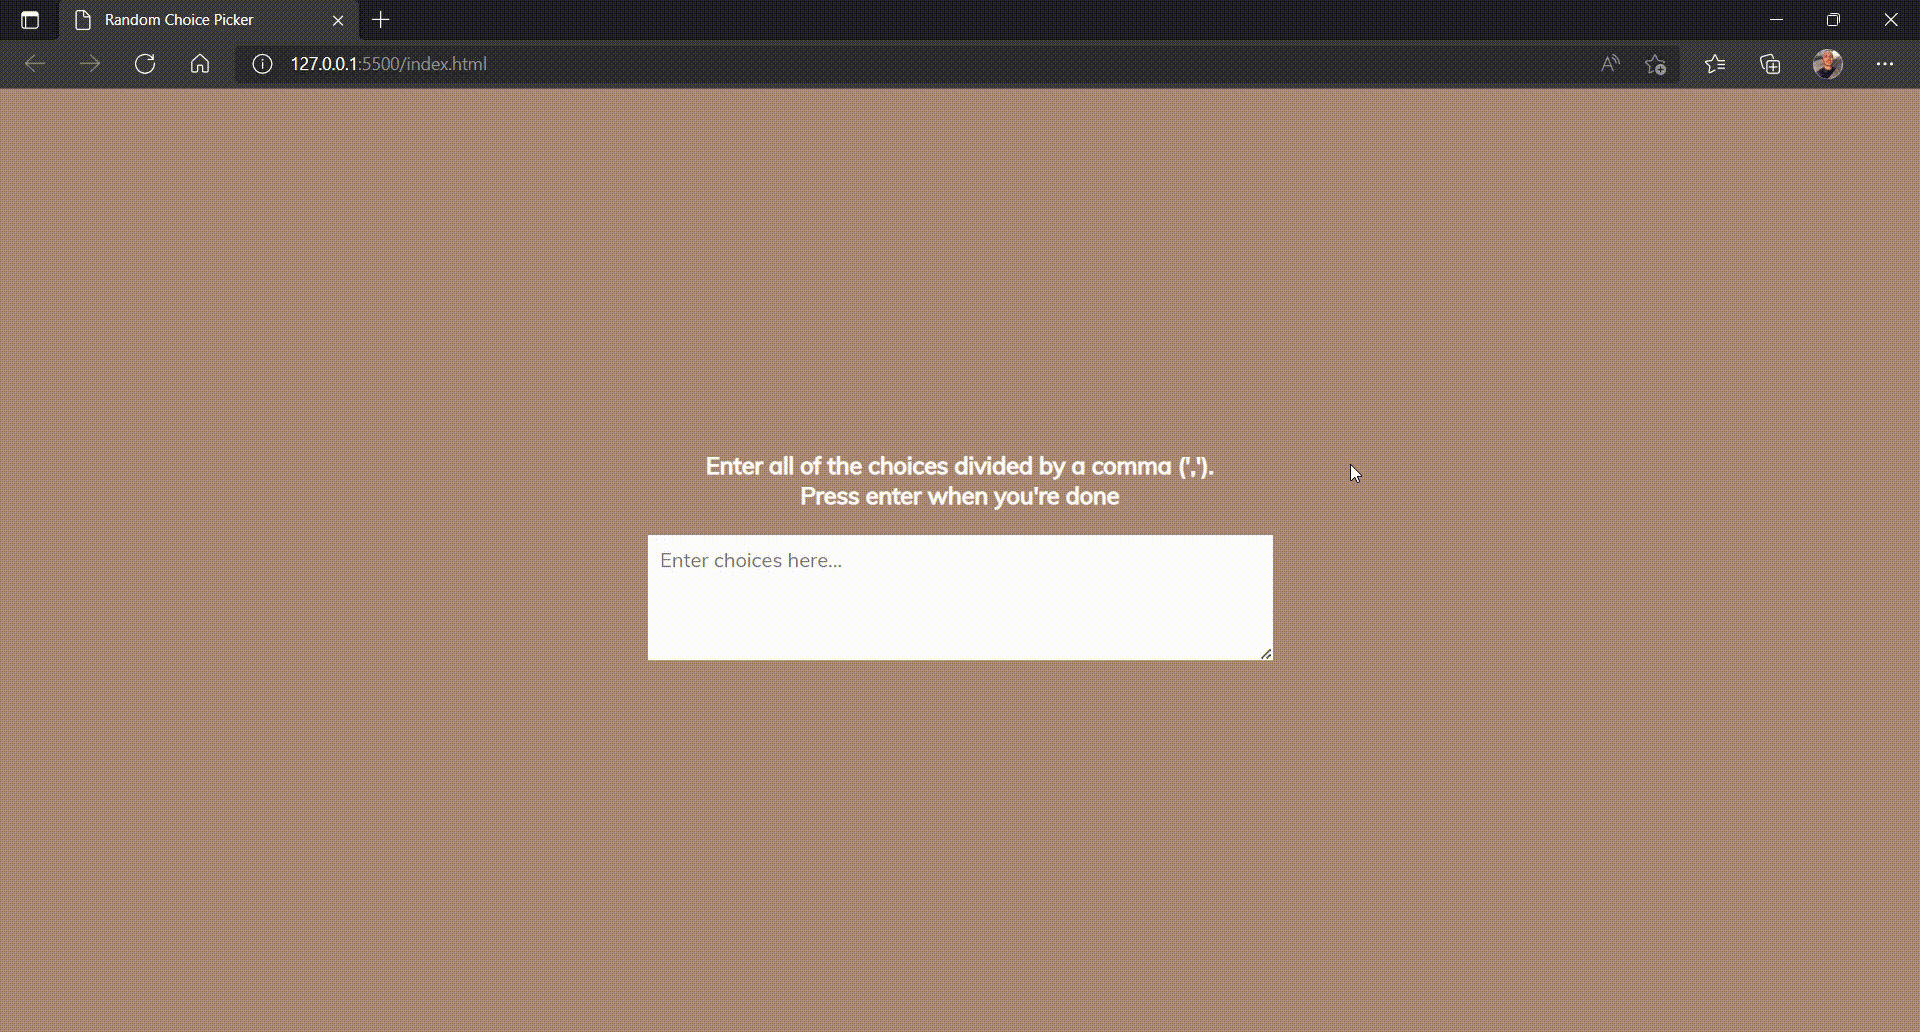 Random Choice Picker
127.0.0.1:5500/index.html
Enter all of the choices divided by a comma (',').
Press enter when you're done
Enter choices here...